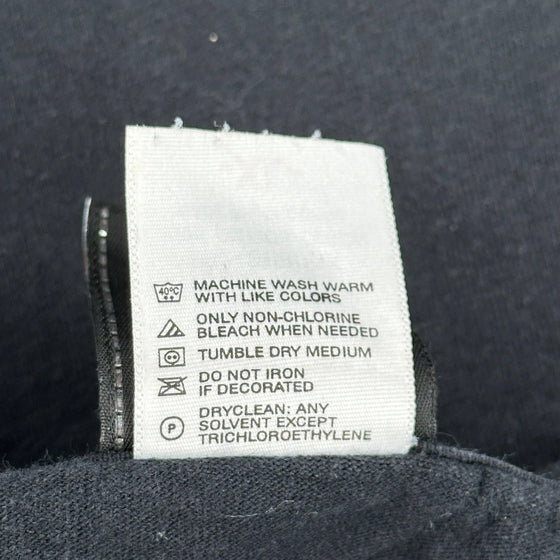 40°C MACHINE WASH WARM
WITH LIKE COLORS
ONLY NON-CHLORINE
BLEACH WHEN NEEDED
TUMBLE DRY MEDIUM
DO NOT IRON
IF DECORATED
DRYCLEAN: ANY
P SOLVENT EXCEPT
TRICHLOROETHYLENE